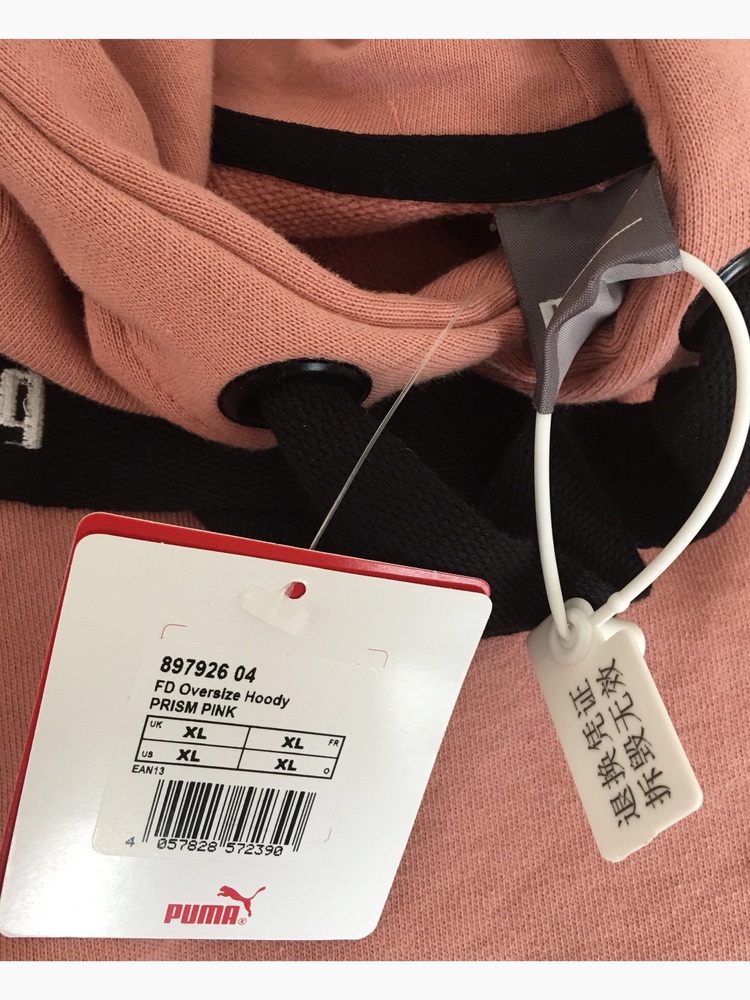 897926 04
FD Oversize Hoody
PRISM PINK
UK XL XL FR
US XL XL O
EAN13
4 057828 572390
PUMA®
退换凭证
拆毁无效